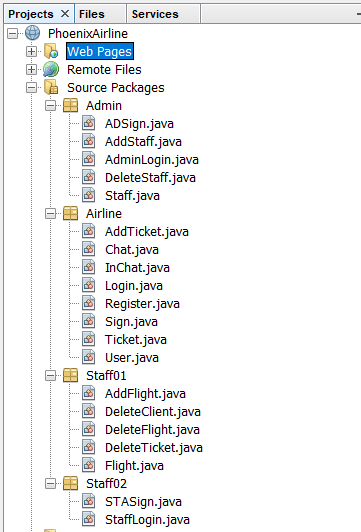 Projects × Files Services
PhoenixAirline
Web Pages
Remote Files
Source Packages
Admin
ADSign.java
AddStaff.java
AdminLogin.java
DeleteStaff.java
Staff.java
Airline
AddTicket.java
Chat.java
InChat.java
Login.java
Register.java
Sign.java
Ticket.java
User.java
Staff01
AddFlight.java
DeleteClient.java
DeleteFlight.java
DeleteTicket.java
Flight.java
Staff02
STASign.java
StaffLogin.java